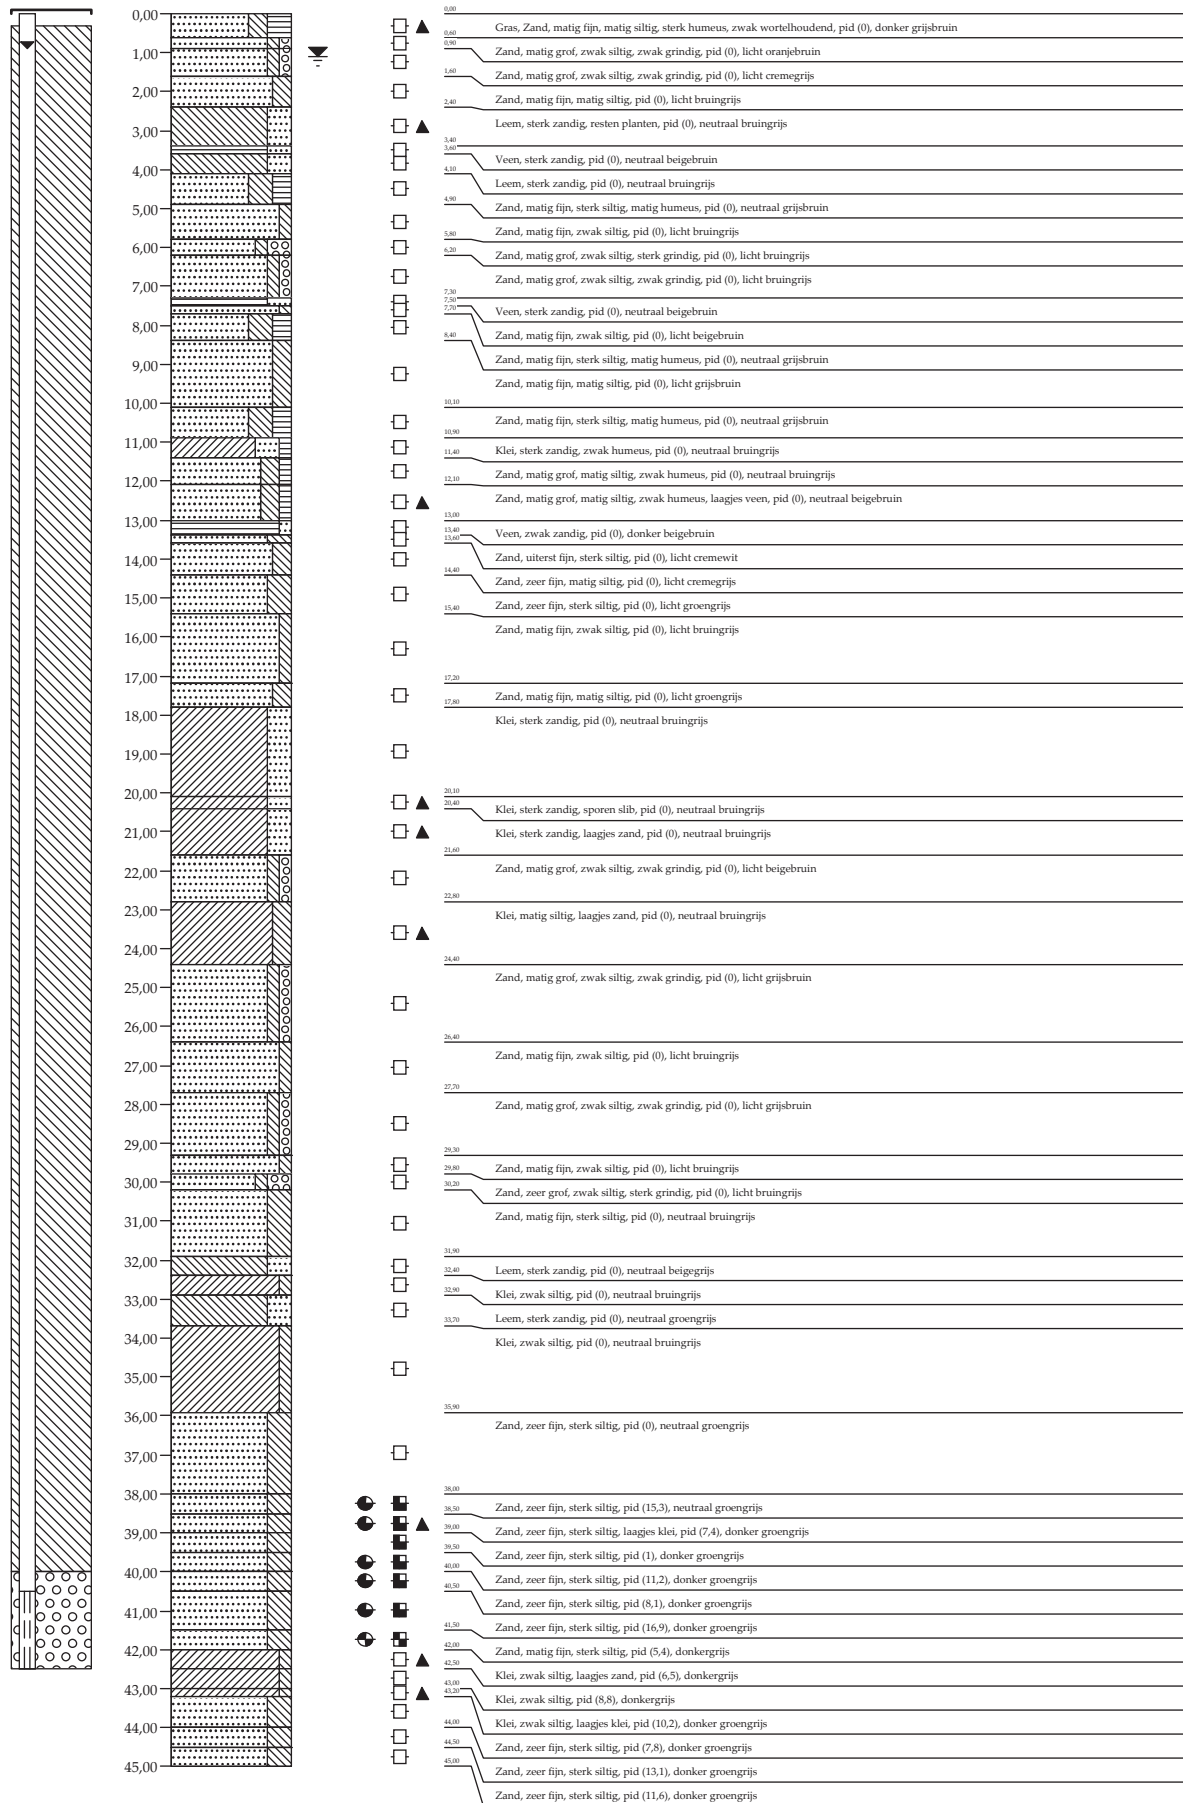 0,00
0,00
Gras, Zand, matig fijn, matig siltig, sterk humeus, zwak wortelhoudend, pid (0), donker grijsbruin
0,60
0,90
Zand, matig grof, zwak siltig, zwak grindig, pid (0), licht oranjebruin
1,00
1,60
Zand, matig grof, zwak siltig, zwak grindig, pid (0), licht cremegrijs
2,00
2,40
Zand, matig fijn, matig siltig, pid (0), licht bruingrijs
3,00
Leem, sterk zandig, resten planten, pid (0), neutraal bruingrijs
3,40
3,60
Veen, sterk zandig, pid (0), neutraal beigebruin
4,00
4,10
Leem, sterk zandig, pid (0), neutraal bruingrijs
4,90
Zand, matig fijn, sterk siltig, matig humeus, pid (0), neutraal grijsbruin
5,00
5,80
Zand, matig fijn, zwak siltig, pid (0), licht bruingrijs
6,00
6,20
Zand, matig grof, zwak siltig, sterk grindig, pid (0), licht bruingrijs
Zand, matig grof, zwak siltig, zwak grindig, pid (0), licht bruingrijs
7,00
7,30
7,50
7,70
Veen, sterk zandig, pid (0), neutraal beigebruin
8,00
Zand, matig fijn, zwak siltig, pid (0), licht beigebruin
8,40
Zand, matig fijn, sterk siltig, matig humeus, pid (0), neutraal grijsbruin
9,00
Zand, matig fijn, matig siltig, pid (0), licht grijsbruin
10,00
10,10
Zand, matig fijn, sterk siltig, matig humeus, pid (0), neutraal grijsbruin
10,90
11,00
Klei, sterk zandig, zwak humeus, pid (0), neutraal bruingrijs
11,40
Zand, matig grof, matig siltig, zwak humeus, pid (0), neutraal bruingrijs
12,00
12,10
Zand, matig grof, matig siltig, zwak humeus, laagjes veen, pid (0), neutraal beigebruin
13,00
13,00
13,40
Veen, zwak zandig, pid (0), donker beigebruin
13,60
Zand, uiterst fijn, sterk siltig, pid (0), licht cremewit
14,00
14,40
Zand, zeer fijn, matig siltig, pid (0), licht cremegrijs
15,00
Zand, zeer fijn, sterk siltig, pid (0), licht groengrijs
15,40
Zand, matig fijn, zwak siltig, pid (0), licht bruingrijs
16,00
17,00
17,20
Zand, matig fijn, matig siltig, pid (0), licht groengrijs
17,80
18,00
Klei, sterk zandig, pid (0), neutraal bruingrijs
19,00
20,00
20,10
20,40
Klei, sterk zandig, sporen slib, pid (0), neutraal bruingrijs
21,00
Klei, sterk zandig, laagjes zand, pid (0), neutraal bruingrijs
21,60
22,00
Zand, matig grof, zwak siltig, zwak grindig, pid (0), licht beigebruin
22,80
23,00
Klei, matig siltig, laagjes zand, pid (0), neutraal bruingrijs
24,00
24,40
Zand, matig grof, zwak siltig, zwak grindig, pid (0), licht grijsbruin
25,00
26,00
26,40
Zand, matig fijn, zwak siltig, pid (0), licht bruingrijs
27,00
27,70
28,00
Zand, matig grof, zwak siltig, zwak grindig, pid (0), licht grijsbruin
29,00
29,30
Zand, matig fijn, zwak siltig, pid (0), licht bruingrijs
29,80
30,00
Zand, zeer grof, zwak siltig, sterk grindig, pid (0), licht bruingrijs
30,20
31,00
Zand, matig fijn, sterk siltig, pid (0), neutraal bruingrijs
31,90
32,00
Leem, sterk zandig, pid (0), neutraal beigegrijs
32,40
Klei, zwak siltig, pid (0), neutraal bruingrijs
32,90
33,00
Leem, sterk zandig, pid (0), neutraal groengrijs
33,70
34,00
Klei, zwak siltig, pid (0), neutraal bruingrijs
35,00
35,90
36,00
Zand, zeer fijn, sterk siltig, pid (0), neutraal groengrijs
37,00
38,00
38,00
Zand, zeer fijn, sterk siltig, pid (15,3), neutraal groengrijs
38,50
39,00
39,00
Zand, zeer fijn, sterk siltig, laagjes klei, pid (7,4), donker groengrijs
39,50
Zand, zeer fijn, sterk siltig, pid (1), donker groengrijs
40,00
40,00
Zand, zeer fijn, sterk siltig, pid (11,2), donker groengrijs
40,50
Zand, zeer fijn, sterk siltig, pid (8,1), donker groengrijs
41,00
41,50
Zand, zeer fijn, sterk siltig, pid (16,9), donker groengrijs
42,00
42,00
Zand, matig fijn, sterk siltig, pid (5,4), donkergrijs
42,50
Klei, zwak siltig, laagjes zand, pid (6,5), donkergrijs
43,00
43,00
43,20
Klei, zwak siltig, pid (8,8), donkergrijs
Klei, zwak siltig, laagjes klei, pid (10,2), donker groengrijs
44,00
44,00
Zand, zeer fijn, sterk siltig, pid (7,8), donker groengrijs
44,50
Zand, zeer fijn, sterk siltig, pid (13,1), donker groengrijs
45,00
45,00
Zand, zeer fijn, sterk siltig, pid (11,6), donker groengrijs